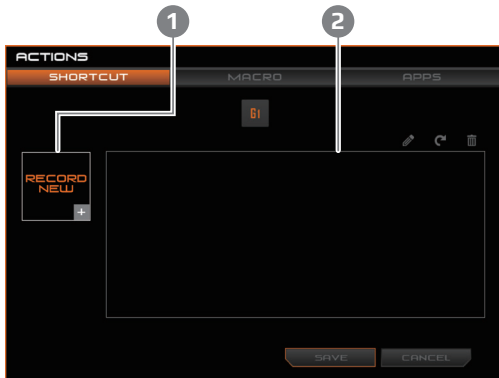 1 2
ACTIONS
SHORTCUT MACRO APPS
G1
RECORD
NEW
+
SAVE CANCEL